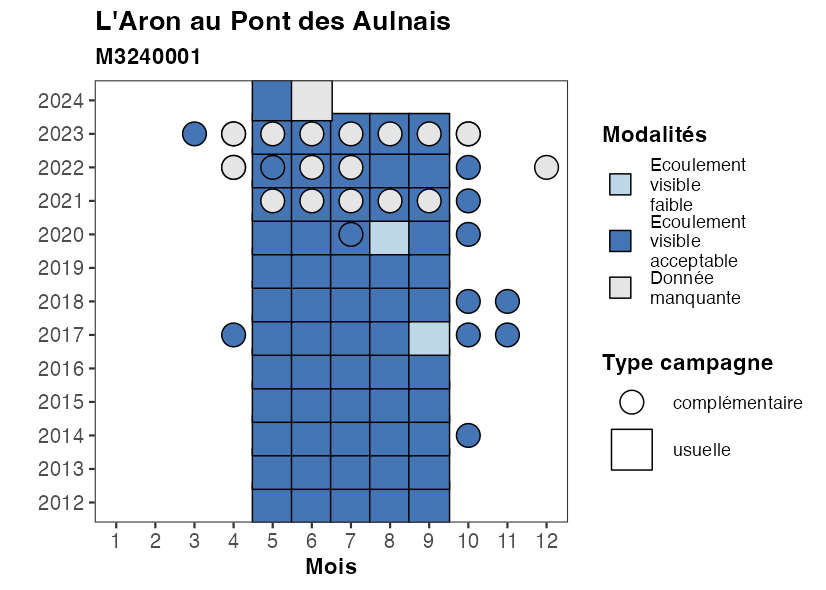 L'Aron au Pont des Aulnais
M3240001
2024
2023
2022
2021
2020
2019
2018
2017
2016
2015
2014
2013
2012
1 2 3 4 5 6 7 8 9 10 11 12
Mois
Modalités
Ecoulement
visible
faible
Ecoulement
visible
acceptable
Donnée
manquante
Type campagne
complémentaire
usuelle